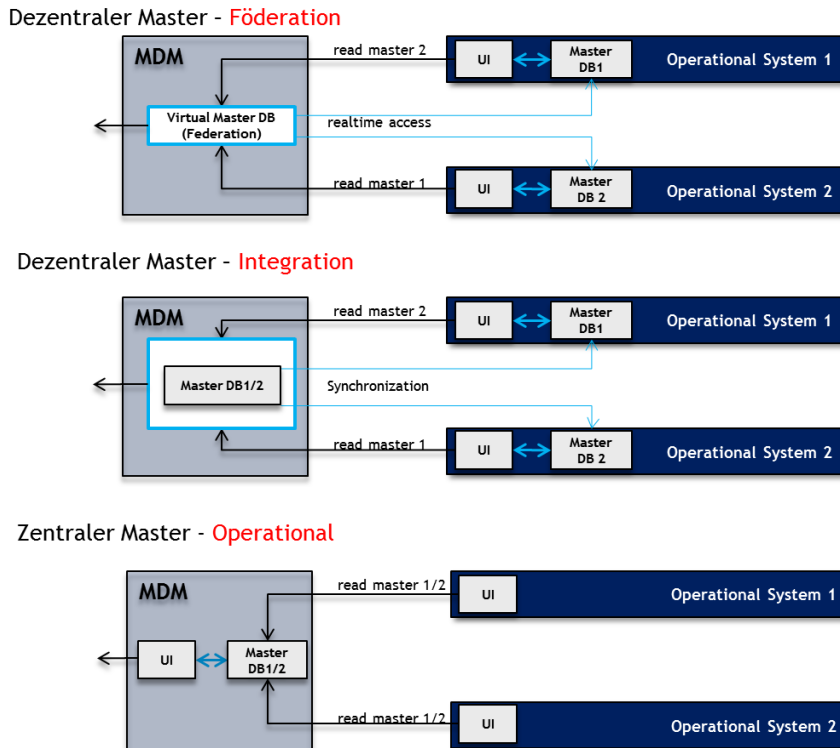 Dezentraler Master - Föderation
MDM
read master 2
UI
Master
DB1
Operational System 1
Virtual Master DB
(Federation)
realtime access
read master 1
UI
Master
DB 2
Operational System 2
Dezentraler Master - Integration
MDM
read master 2
UI
Master
DB1
Operational System 1
Master DB1/2
Synchronization
read master 1
UI
Master
DB 2
Operational System 2
Zentraler Master - Operational
MDM
read master 1/2
UI
Operational System 1
UI
Master
DB1/2
read master 1/2
UI
Operational System 2